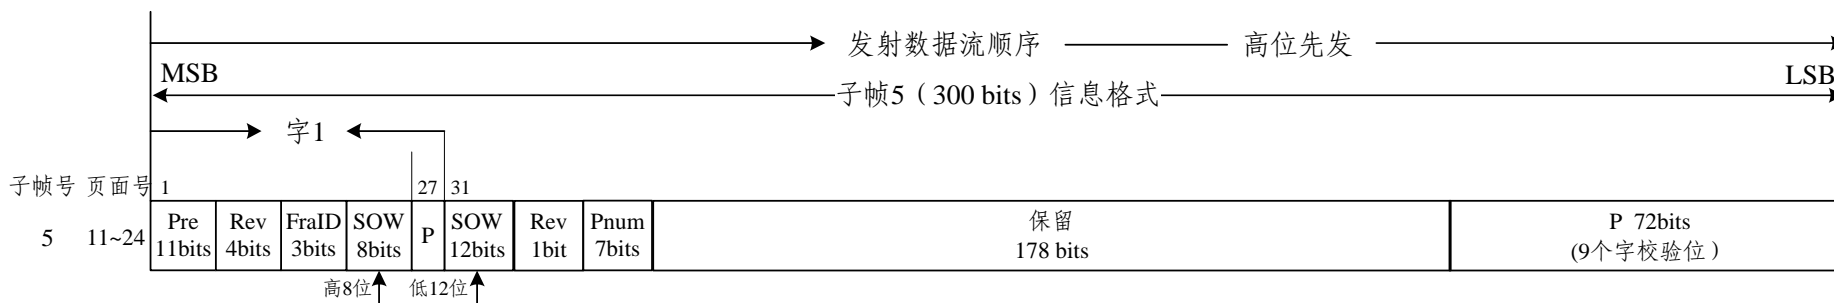 发射数据流顺序 高位先发
MSB LSB
子帧5（300 bits）信息格式
字1
子帧号 页面号 1 27 31
Pre Rev FraID SOW P SOW Rev Pnum 保留 P 72bits
5 11~24 11bits 4bits 3bits 8bits 12bits 1bit 7bits 178 bits (9个字校验位）
高8位 低12位